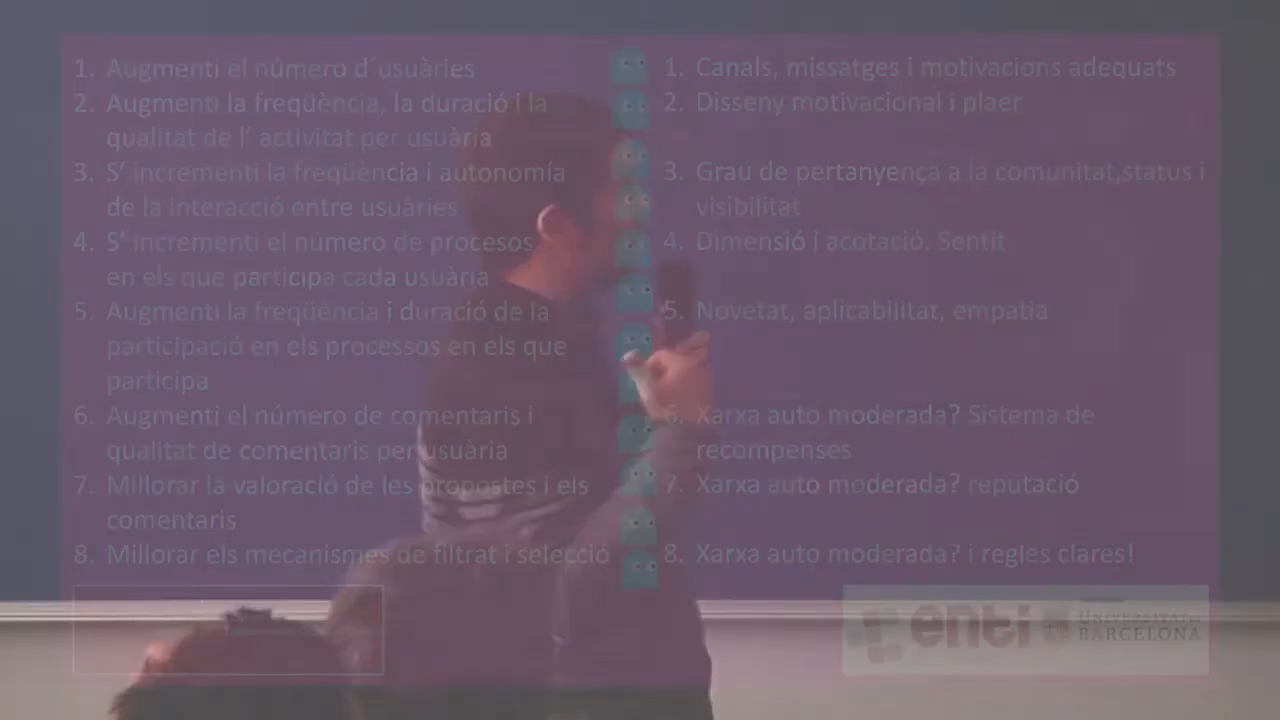 1. Augmenti el número d´usuàries
2. Augmenti la freqüència, la duració i la
qualitat de l’ activitat per usuària
3. S’ incrementi la freqüència i autonomía
de la interacció entre usuàries
4. S’ incrementi el número de procesos
en els que participa cada usuària
5. Augmenti la freqüència i duració de la
participació en els processos en els que
participa
6. Augmenti el número de comentaris i
qualitat de comentaris per usuària
7. Millorar la valoració de les propostes i els
comentaris
8. Millorar els mecanismes de filtrat i selecció
1. Canals, missatges i motivacions adequats
2. Disseny motivacional i plaer
3. Grau de pertanyença a la comunitat,status i
visibilitat
4. Dimensió i acotació. Sentit
5. Novetat, aplicabilitat, empatia
6. Xarxa auto moderada? Sistema de
recompenses
7. Xarxa auto moderada? reputació
8. Xarxa auto moderada? i regles clares!
enti
UNIVERSITAT DE
BARCELONA